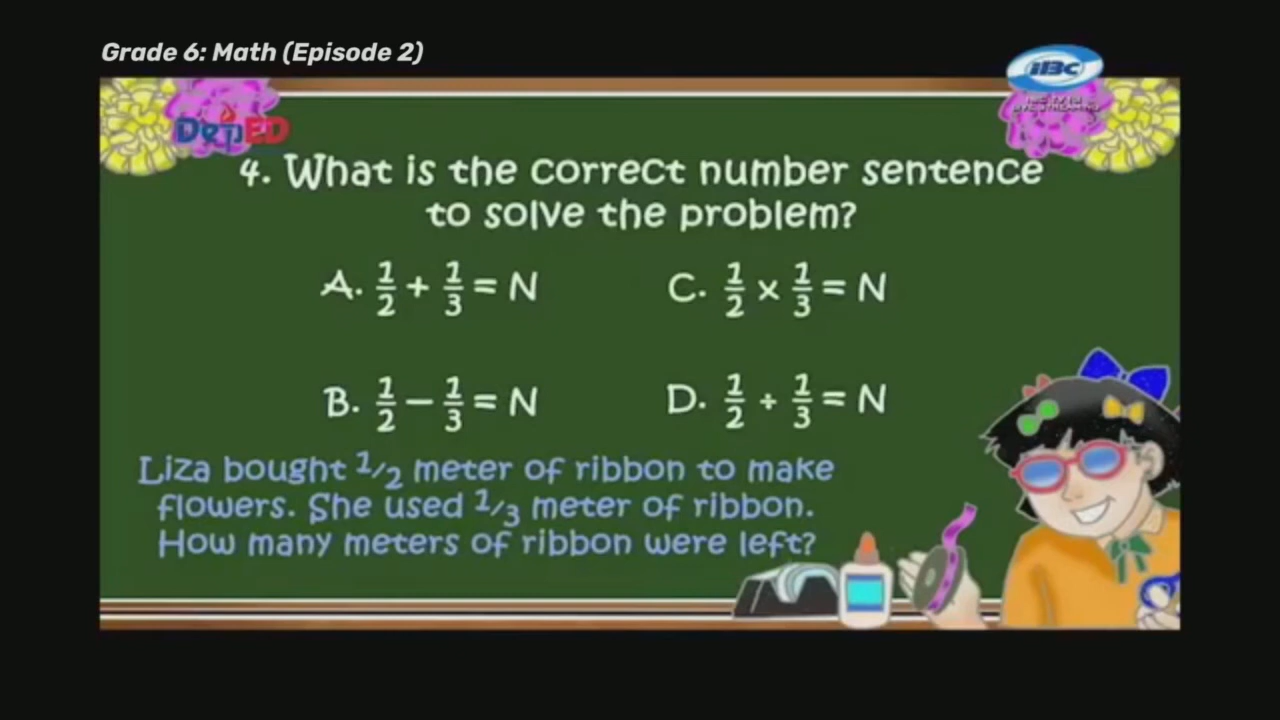 Grade 6: Math (Episode 2)
iBC
DepED
4. What is the correct number sentence
to solve the problem?
A. 1/2 + 1/3 = N
C. 1/2 x 1/3 = N
B. 1/2 − 1/3 = N
D. 1/2 ÷ 1/3 = N
Liza bought 1/2 meter of ribbon to make
flowers. She used 1/3 meter of ribbon.
How many meters of ribbon were left?